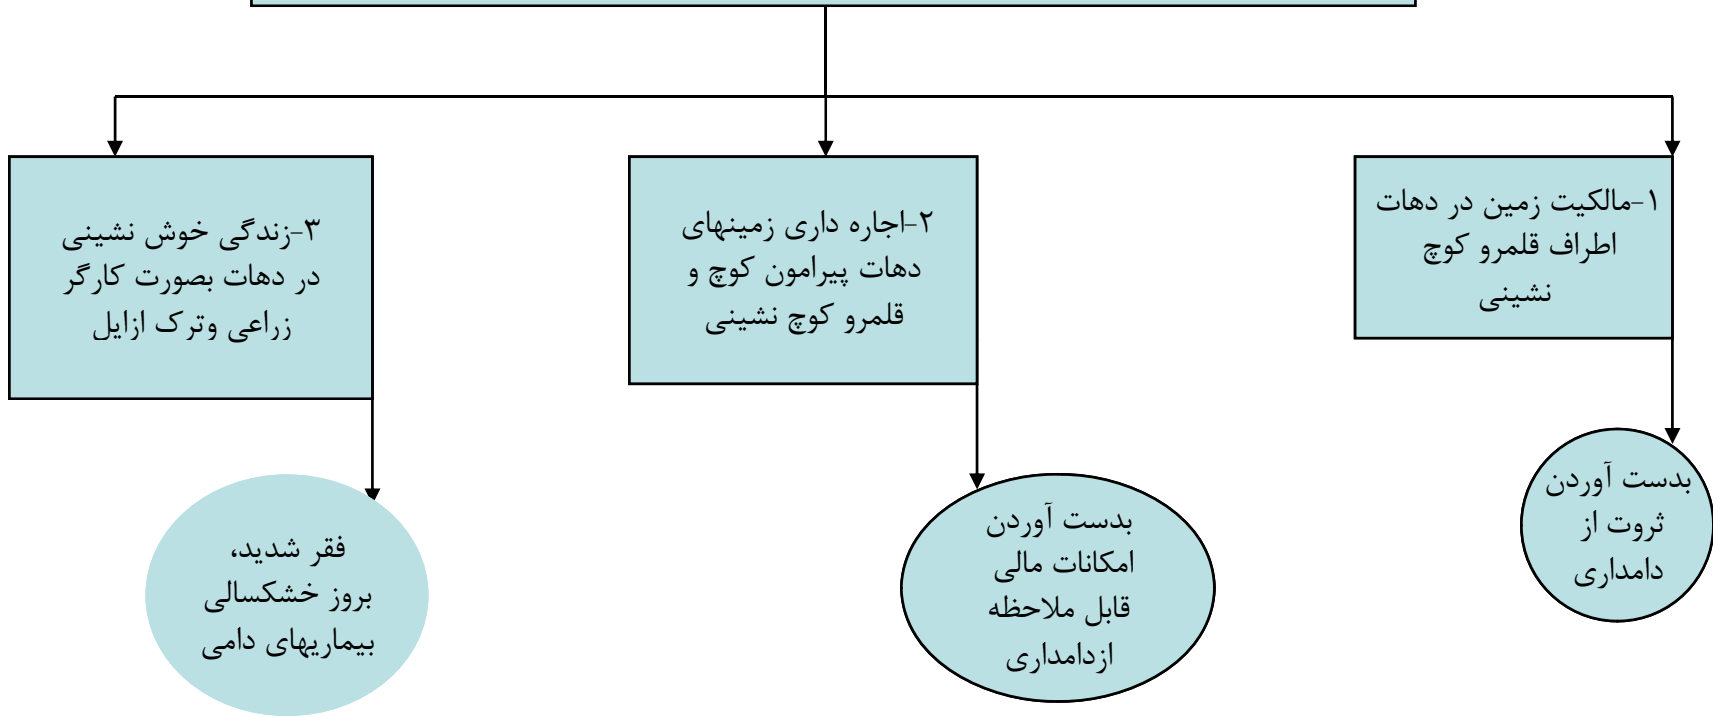 ۱-مالکیت زمین در دهات
اطراف قلمرو کوچ
نشینی
۲-اجاره داری زمینهای
دهات پیرامون کوچ و
قلمرو کوچ نشینی
۳-زندگی خوش نشینی
در دهات بصورت کارگر
زراعی وترک ازایل
بدست آوردن
ثروت از
دامداری
بدست آوردن
امکانات مالی
قابل ملاحظه
ازدامداری
فقر شدید،
بروز خشکسالی
بیماریهای دامی